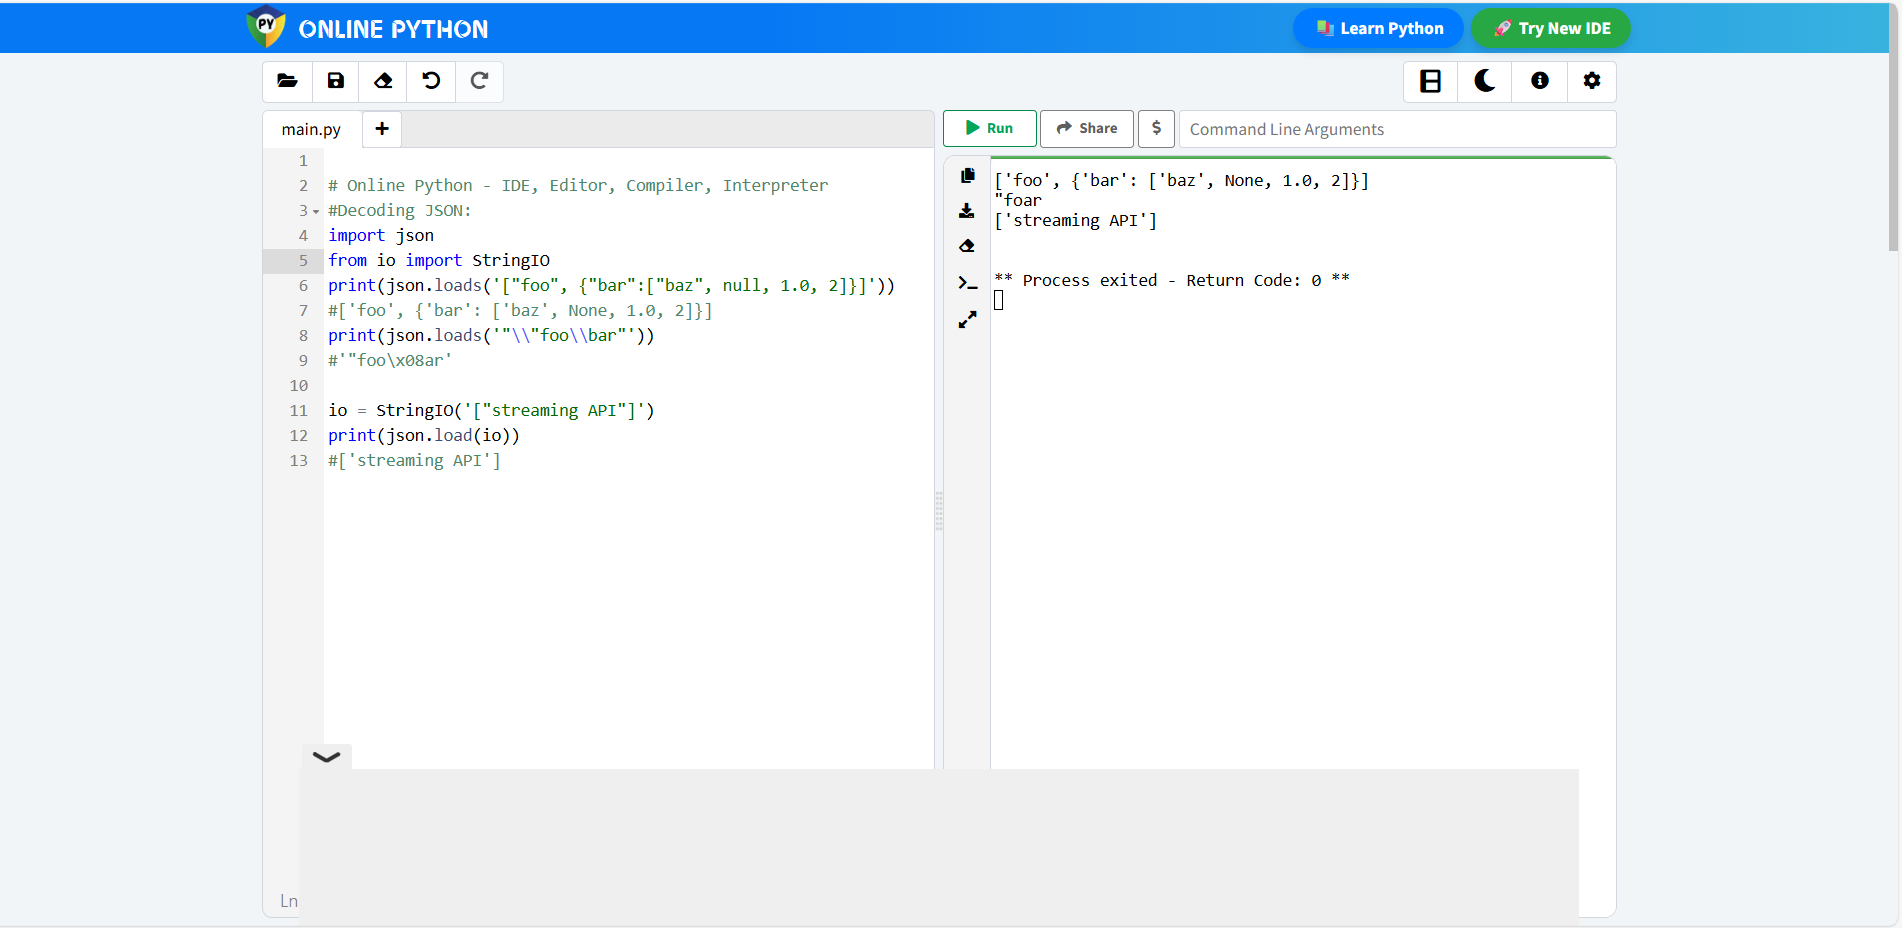 PY ONLINE PYTHON
Learn Python
Try New IDE
main.py
+
Run
Share
$
Command Line Arguments
1
2 # Online Python - IDE, Editor, Compiler, Interpreter
3 #Decoding JSON:
4 import json
5 from io import StringIO
6 print(json.loads('["foo", {"bar":["baz", null, 1.0, 2]}]'))
7 #['foo', {'bar': ['baz', None, 1.0, 2]}]
8 print(json.loads('"\\"foo\\bar"'))
9 #'"foo\x08ar'
10
11 io = StringIO('["streaming API"]')
12 print(json.load(io))
13 #['streaming API']
Ln
['foo', {'bar': ['baz', None, 1.0, 2]}]
"foar
['streaming API']
** Process exited - Return Code: 0 **